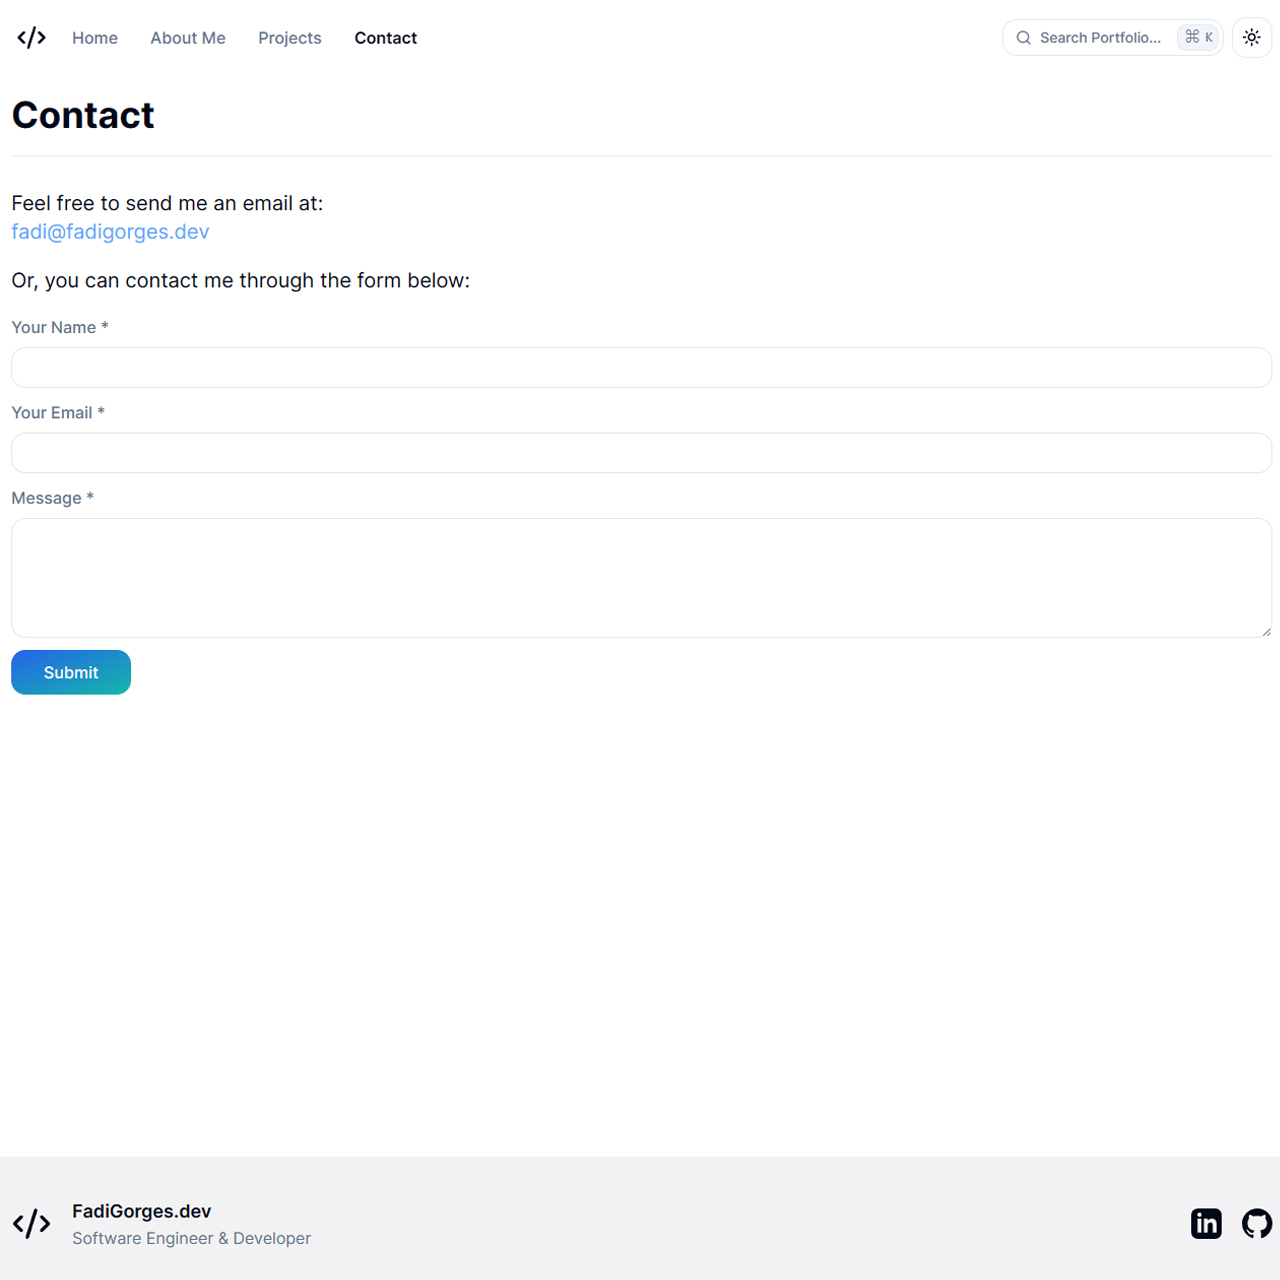 </> Home About Me Projects Contact Search Portfolio... ⌘ K
Contact
Feel free to send me an email at:
fadi@fadigorges.dev
Or, you can contact me through the form below:
Your Name *
Your Email *
Message *
Submit
</> FadiGorges.dev
Software Engineer & Developer
in